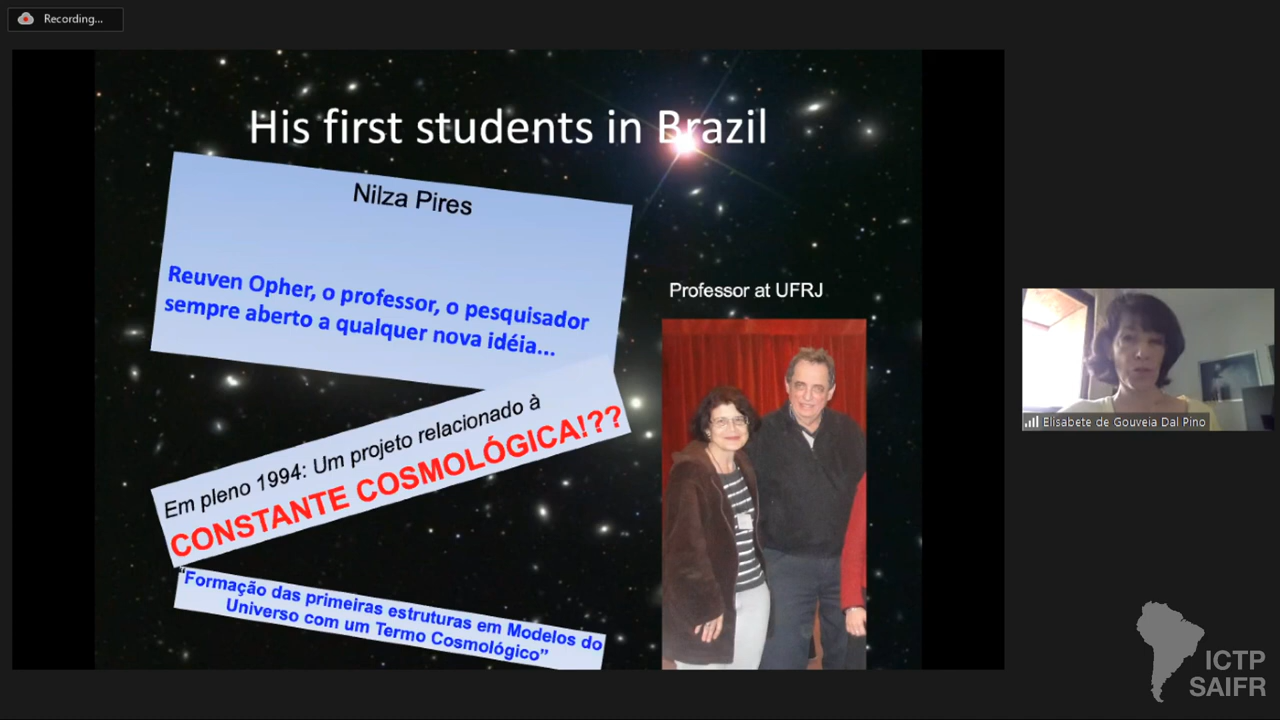 Recording...
His first students in Brazil
Nilza Pires
Reuven Opher, o professor, o pesquisador
sempre aberto a qualquer nova idéia...
Professor at UFRJ
Em pleno 1994: Um projeto relacionado à
CONSTANTE COSMOLÓGICA!??
“Formação das primeiras estruturas em Modelos do
Universo com um Termo Cosmológico”
Elisabete de Gouveia Dal Pino
ICTP
SAIFR